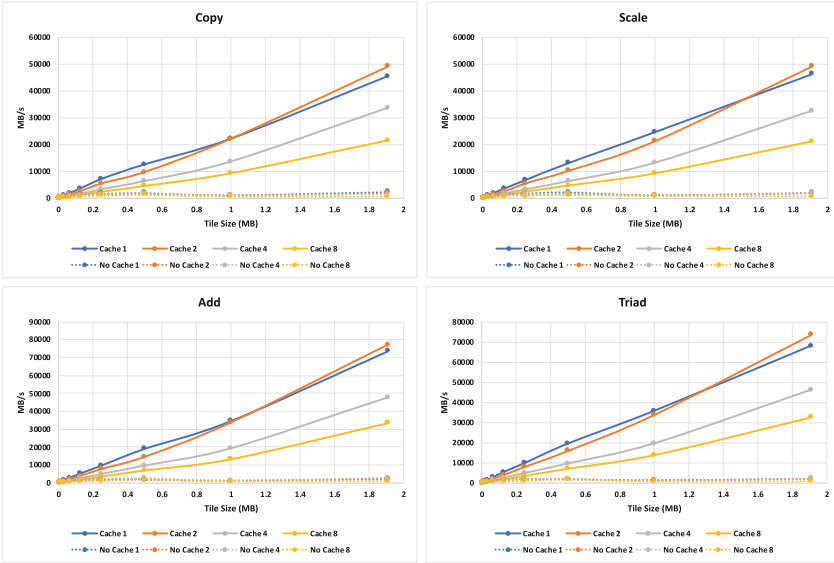 Copy
60000
50000
40000
30000
20000
10000
0
MB/s
0 0.2 0.4 0.6 0.8 1 1.2 1.4 1.6 1.8 2
Tile Size (MB)
Cache 1 Cache 2 Cache 4 Cache 8
No Cache 1 No Cache 2 No Cache 4 No Cache 8
Scale
60000
50000
40000
30000
20000
10000
0
MB/s
0 0.2 0.4 0.6 0.8 1 1.2 1.4 1.6 1.8 2
Tile Size (MB)
Cache 1 Cache 2 Cache 4 Cache 8
No Cache 1 No Cache 2 No Cache 4 No Cache 8
Add
90000
80000
70000
60000
50000
40000
30000
20000
10000
0
MB/s
0 0.2 0.4 0.6 0.8 1 1.2 1.4 1.6 1.8 2
Tile Size (MB)
Cache 1 Cache 2 Cache 4 Cache 8
No Cache 1 No Cache 2 No Cache 4 No Cache 8
Triad
80000
70000
60000
50000
40000
30000
20000
10000
0
MB/s
0 0.2 0.4 0.6 0.8 1 1.2 1.4 1.6 1.8 2
Tile Size (MB)
Cache 1 Cache 2 Cache 4 Cache 8
No Cache 1 No Cache 2 No Cache 4 No Cache 8